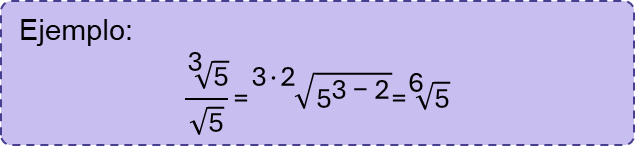 Ejemplo:
∛5 / √5 = ³·²√(5³⁻²) = ⁶√5